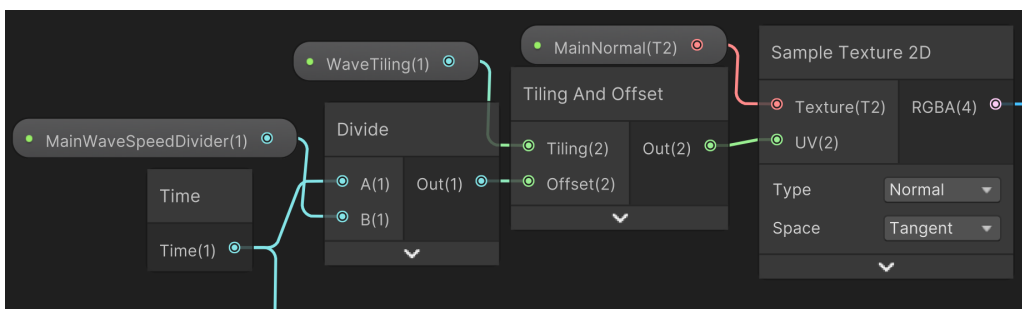 MainNormal(T2)
WaveTiling(1)
MainWaveSpeedDivider(1)
Time
Time(1)
Divide
A(1) Out(1)
B(1)
Tiling And Offset
Tiling(2) Out(2)
Offset(2)
Sample Texture 2D
Texture(T2) RGBA(4)
UV(2)
Type Normal
Space Tangent